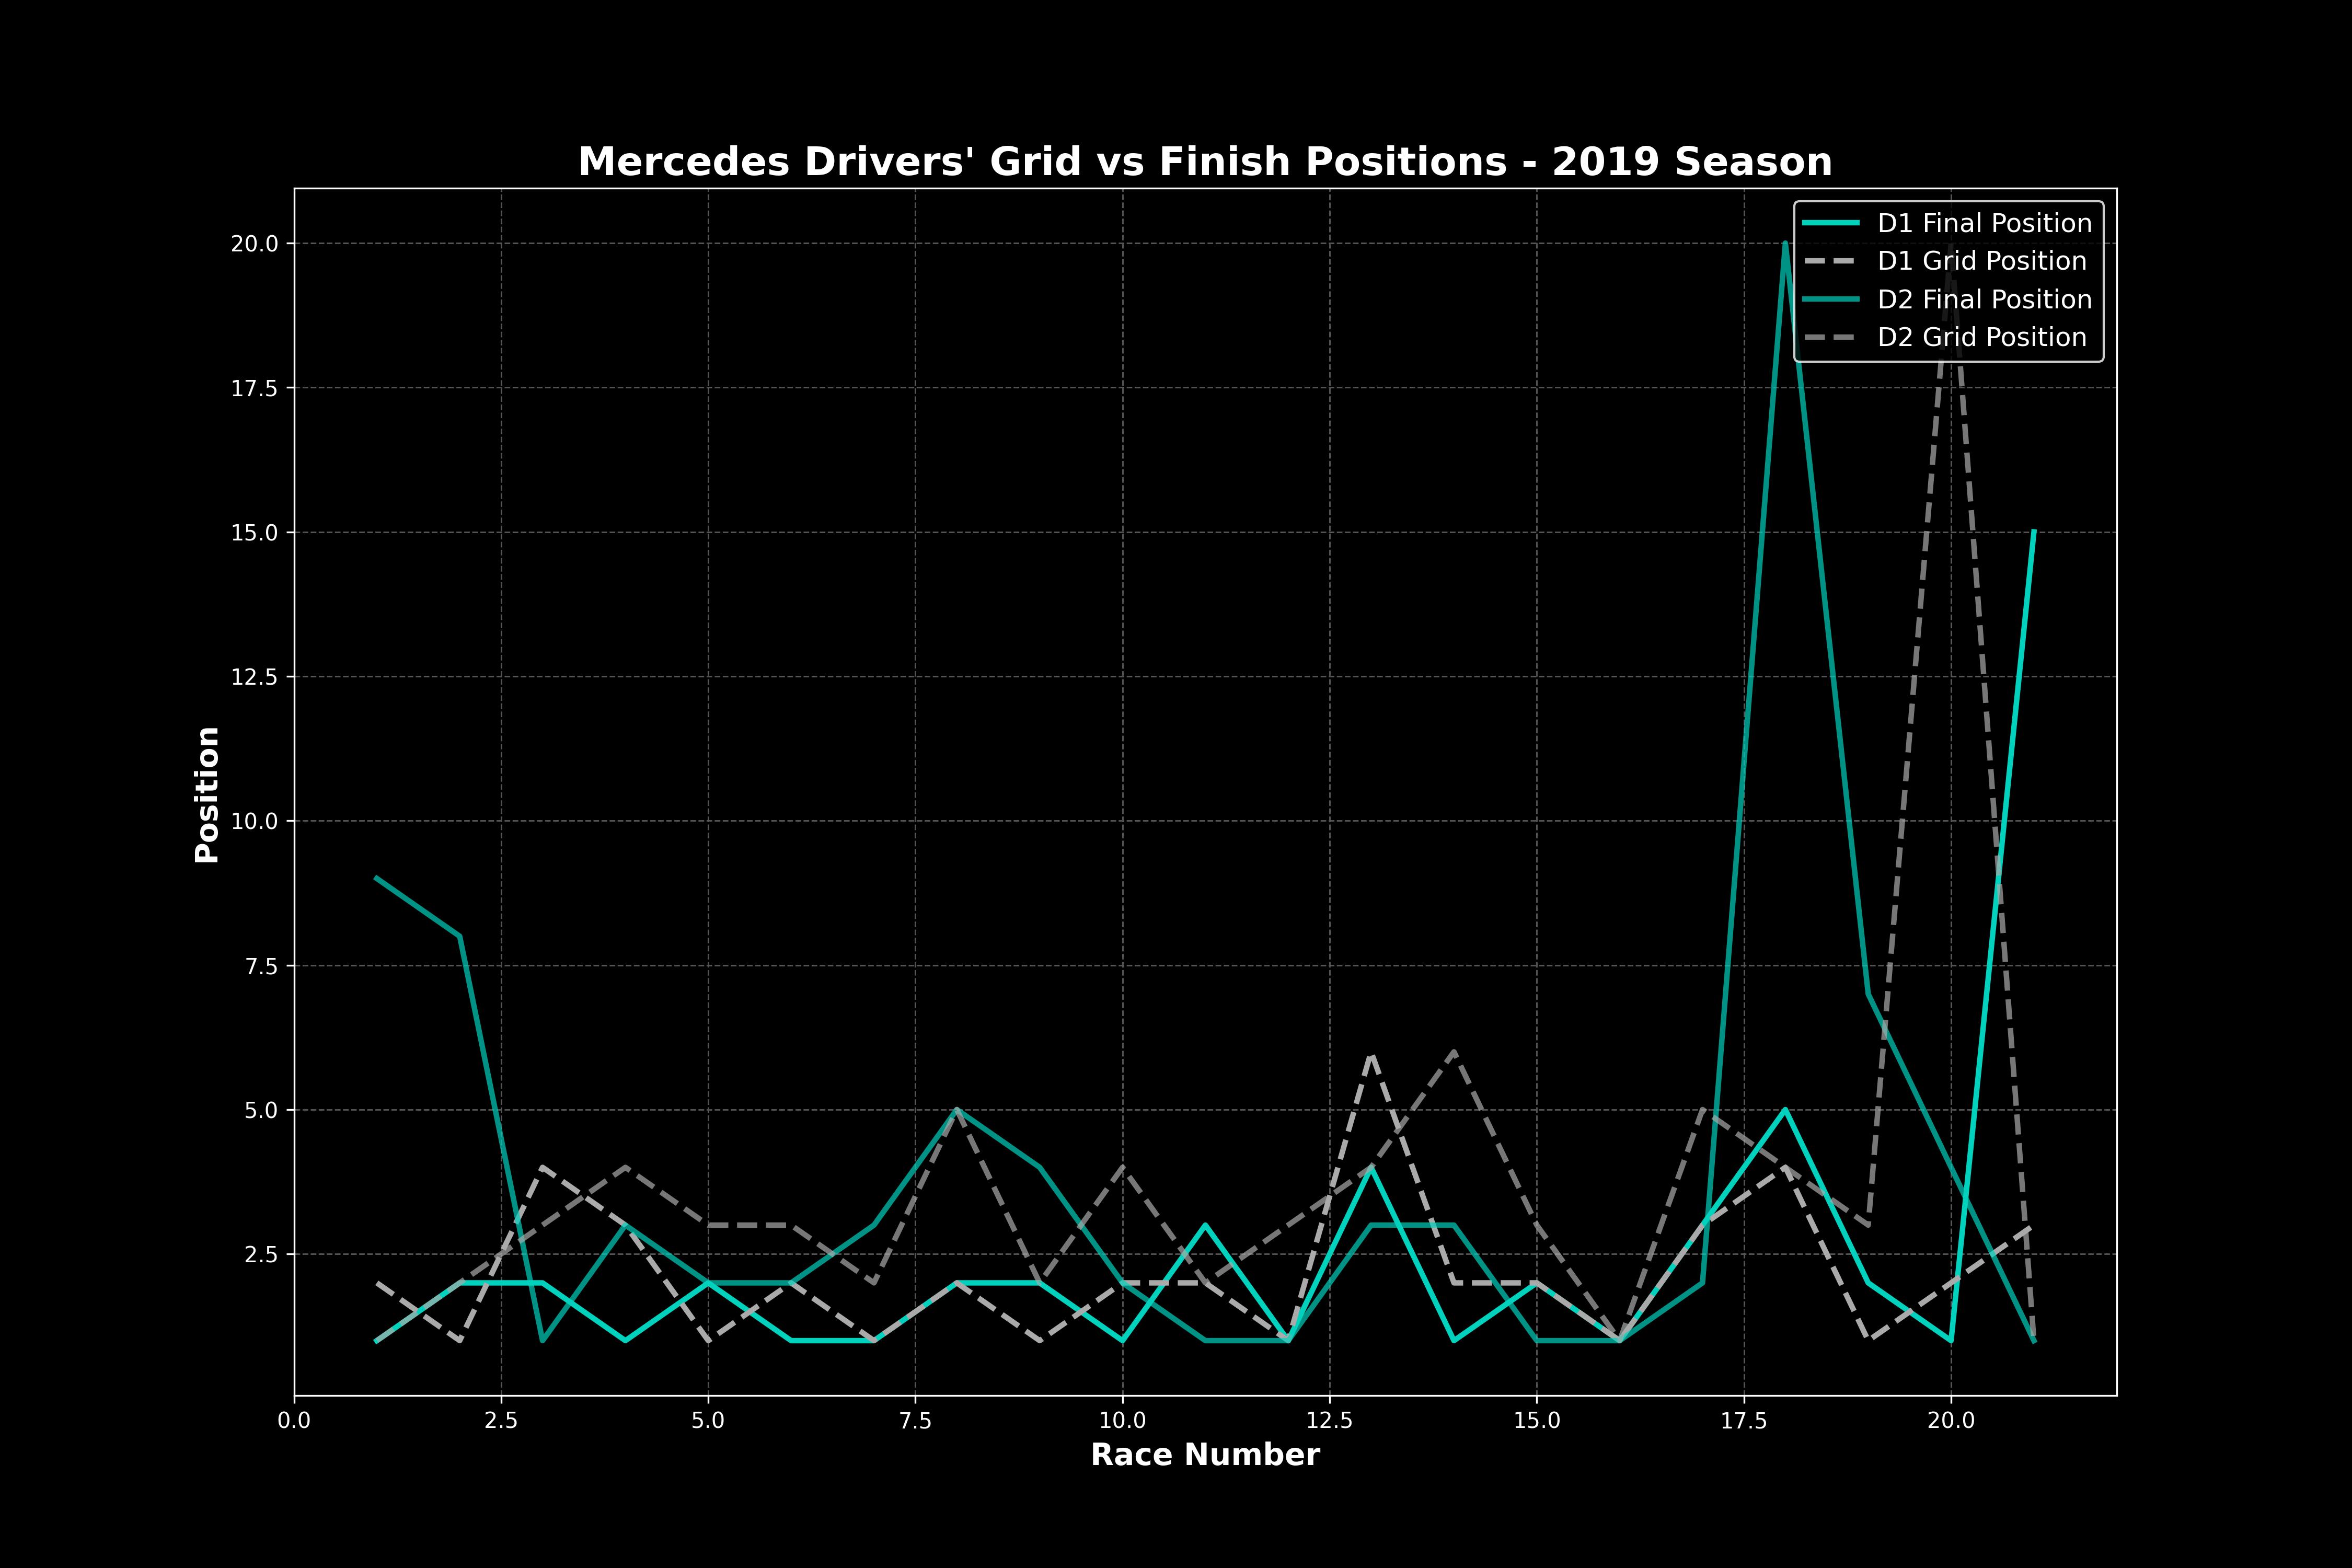 Mercedes Drivers' Grid vs Finish Positions - 2019 Season
D1 Final Position
D1 Grid Position
D2 Final Position
D2 Grid Position
20.0
17.5
15.0
12.5
10.0
7.5
5.0
2.5
Position
0.0 2.5 5.0 7.5 10.0 12.5 15.0 17.5 20.0
Race Number